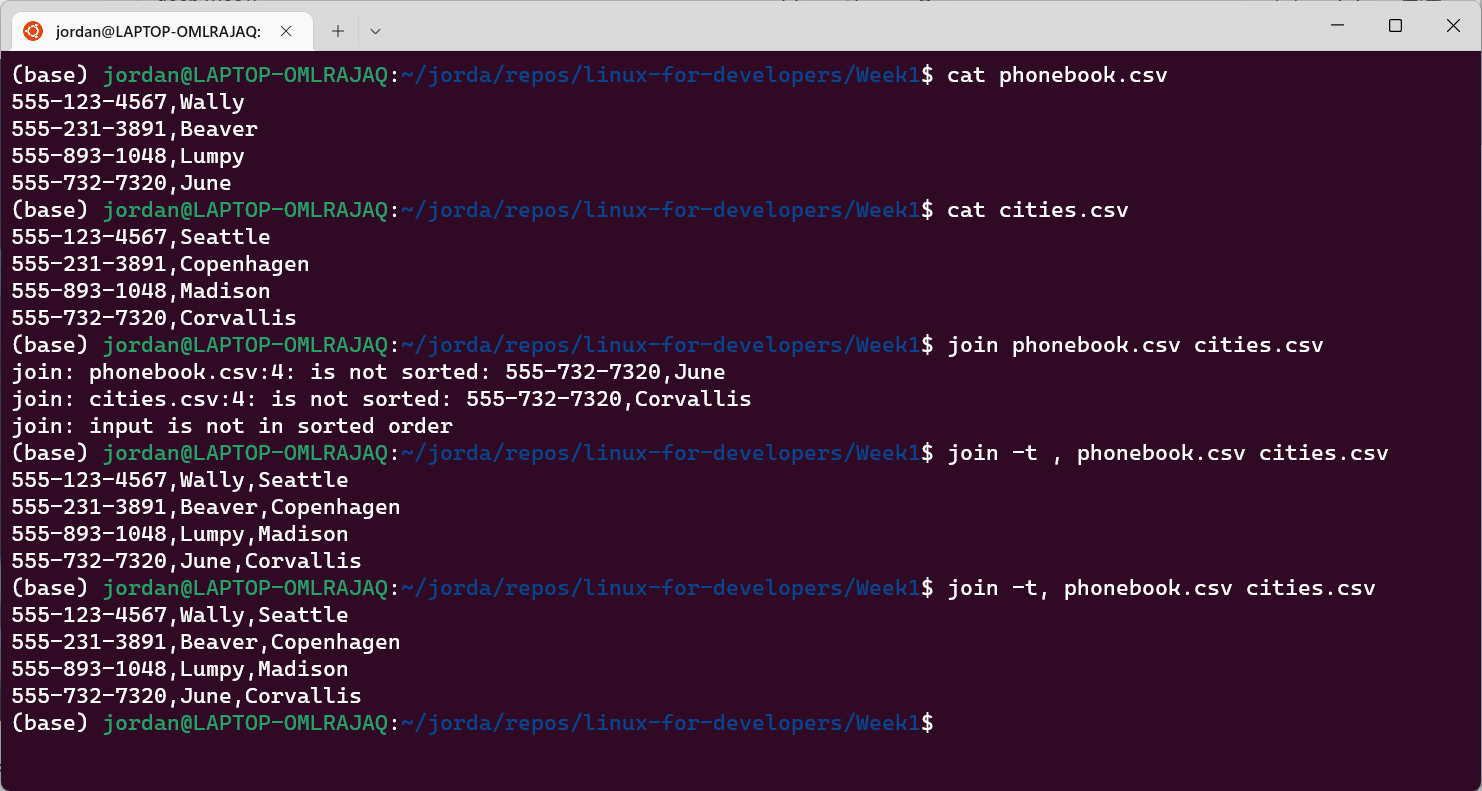 jordan@LAPTOP-OMLRAJAQ:
(base) jordan@LAPTOP-OMLRAJAQ:~/jorda/repos/linux-for-developers/Week1$ cat phonebook.csv
555-123-4567,Wally
555-231-3891,Beaver
555-893-1048,Lumpy
555-732-7320,June
(base) jordan@LAPTOP-OMLRAJAQ:~/jorda/repos/linux-for-developers/Week1$ cat cities.csv
555-123-4567,Seattle
555-231-3891,Copenhagen
555-893-1048,Madison
555-732-7320,Corvallis
(base) jordan@LAPTOP-OMLRAJAQ:~/jorda/repos/linux-for-developers/Week1$ join phonebook.csv cities.csv
join: phonebook.csv:4: is not sorted: 555-732-7320,June
join: cities.csv:4: is not sorted: 555-732-7320,Corvallis
join: input is not in sorted order
(base) jordan@LAPTOP-OMLRAJAQ:~/jorda/repos/linux-for-developers/Week1$ join -t , phonebook.csv cities.csv
555-123-4567,Wally,Seattle
555-231-3891,Beaver,Copenhagen
555-893-1048,Lumpy,Madison
555-732-7320,June,Corvallis
(base) jordan@LAPTOP-OMLRAJAQ:~/jorda/repos/linux-for-developers/Week1$ join -t, phonebook.csv cities.csv
555-123-4567,Wally,Seattle
555-231-3891,Beaver,Copenhagen
555-893-1048,Lumpy,Madison
555-732-7320,June,Corvallis
(base) jordan@LAPTOP-OMLRAJAQ:~/jorda/repos/linux-for-developers/Week1$